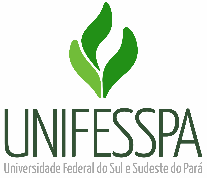 UNIFESSPA
Universidade Federal do Sul e Sudeste do Pará